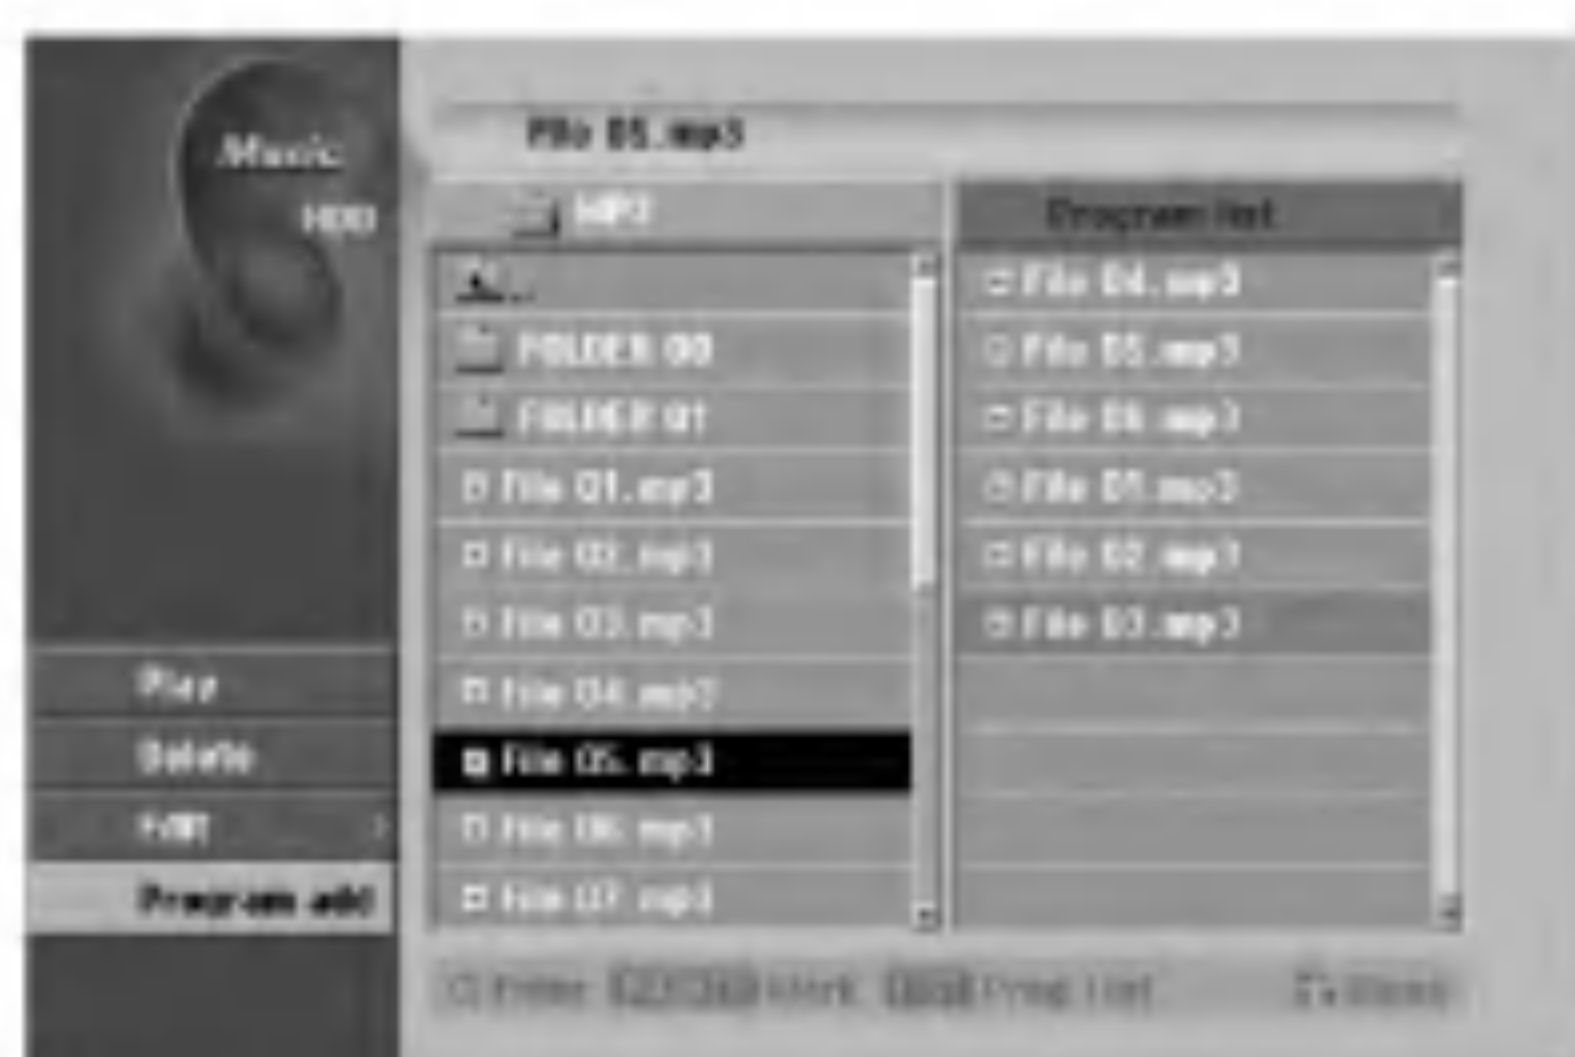 Music
HDD
File 05.mp3
MP3
..
FOLDER 00
FOLDER 01
File 01.mp3
File 02.mp3
File 03.mp3
File 04.mp3
File 05.mp3
File 06.mp3
File 07.mp3
Program list
File 04.mp3
File 05.mp3
File 06.mp3
File 01.mp3
File 02.mp3
File 03.mp3
Play
Delete
Edit
Program add
Mark
Prog list
Close